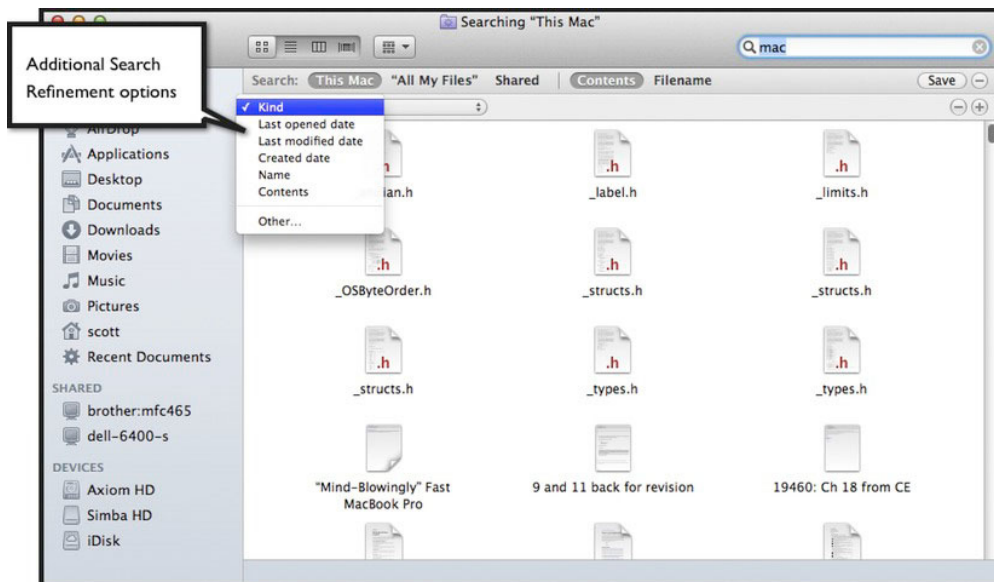 Searching "This Mac"
mac
Additional Search
Refinement options
Search: This Mac "All My Files" Shared Contents Filename Save
Kind
Last opened date
Last modified date
Created date
Name
Contents
Other...
AirDrop
Applications
Desktop
Documents
Downloads
Movies
Music
Pictures
scott
Recent Documents
SHARED
brother:mfc465
dell-6400-s
DEVICES
Axiom HD
Simba HD
iDisk
.h .h
ian.h _label.h _limits.h
.h .h .h
_OSByteOrder.h _structs.h _structs.h
.h .h .h
_structs.h _types.h _types.h
"Mind-Blowingly" Fast 9 and 11 back for revision 19460: Ch 18 from CE
MacBook Pro